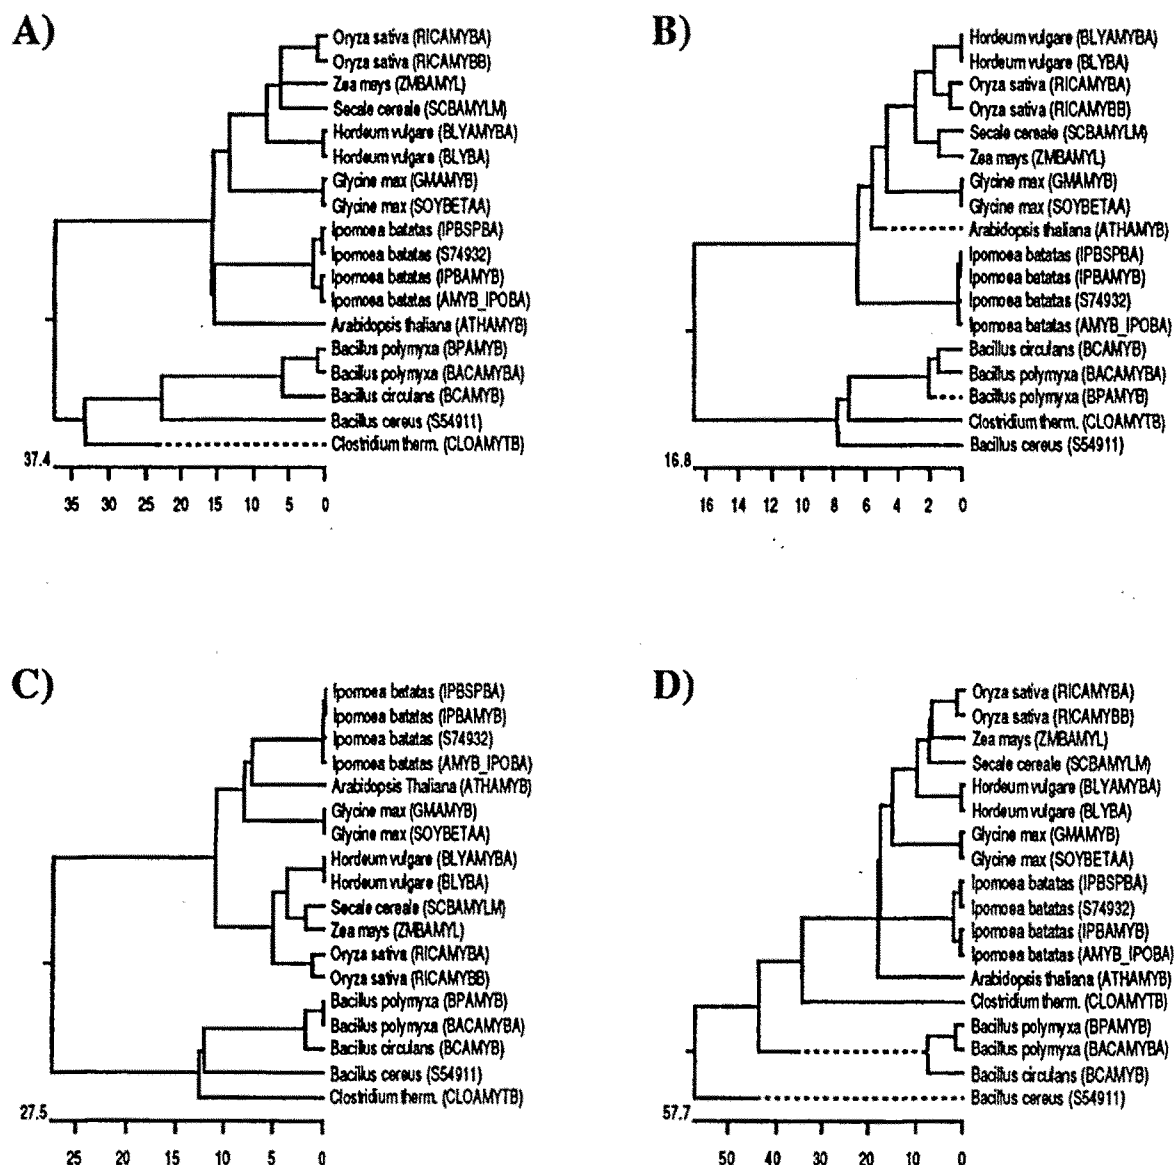 A)
Oryza sativa (RICAMYBA)
Oryza sativa (RICAMYBB)
Zea mays (ZMBAMYL)
Secale cereale (SCBAMYLM)
Hordeum vulgare (BLYAMYBA)
Hordeum vulgare (BLYBA)
Glycine max (GMAMYB)
Glycine max (SOYBETAA)
Ipomoea batatas (IPBSPBA)
Ipomoea batatas (S74932)
Ipomoea batatas (IPBAMYB)
Ipomoea batatas (AMYB_IPOBA)
Arabidopsis thaliana (ATHAMYB)
Bacillus polymyxa (BPAMYB)
Bacillus polymyxa (BACAMYBA)
Bacillus circulans (BCAMYB)
Bacillus cereus (S54911)
Clostridium therm. (CLOAMYTB)
37.4
35 30 25 20 15 10 5 0
B)
Hordeum vulgare (BLYAMYBA)
Hordeum vulgare (BLYBA)
Oryza sativa (RICAMYBA)
Oryza sativa (RICAMYBB)
Secale cereale (SCBAMYLM)
Zea mays (ZMBAMYL)
Glycine max (GMAMYB)
Glycine max (SOYBETAA)
Arabidopsis thaliana (ATHAMYB)
Ipomoea batatas (IPBSPBA)
Ipomoea batatas (IPBAMYB)
Ipomoea batatas (S74932)
Ipomoea batatas (AMYB_IPOBA)
Bacillus circulans (BCAMYB)
Bacillus polymyxa (BACAMYBA)
Bacillus polymyxa (BPAMYB)
Clostridium therm. (CLOAMYTB)
Bacillus cereus (S54911)
16.8
16 14 12 10 8 6 4 2 0
C)
Ipomoea batatas (IPBSPBA)
Ipomoea batatas (IPBAMYB)
Ipomoea batatas (S74932)
Ipomoea batatas (AMYB_IPOBA)
Arabidopsis Thaliana (ATHAMYB)
Glycine max (GMAMYB)
Glycine max (SOYBETAA)
Hordeum vulgare (BLYAMYBA)
Hordeum vulgare (BLYBA)
Secale cereale (SCBAMYLM)
Zea mays (ZMBAMYL)
Oryza sativa (RICAMYBA)
Oryza sativa (RICAMYBB)
Bacillus polymyxa (BPAMYB)
Bacillus polymyxa (BACAMYBA)
Bacillus circulans (BCAMYB)
Bacillus cereus (S54911)
Clostridium therm. (CLOAMYTB)
27.5
25 20 15 10 5 0
D)
Oryza sativa (RICAMYBA)
Oryza sativa (RICAMYBB)
Zea mays (ZMBAMYL)
Secale cereale (SCBAMYLM)
Hordeum vulgare (BLYAMYBA)
Hordeum vulgare (BLYBA)
Glycine max (GMAMYB)
Glycine max (SOYBETAA)
Ipomoea batatas (IPBSPBA)
Ipomoea batatas (S74932)
Ipomoea batatas (IPBAMYB)
Ipomoea batatas (AMYB_IPOBA)
Arabidopsis thaliana (ATHAMYB)
Clostridium therm. (CLOAMYTB)
Bacillus polymyxa (BPAMYB)
Bacillus polymyxa (BACAMYBA)
Bacillus circulans (BCAMYB)
Bacillus cereus (S54911)
57.7
50 40 30 20 10 0